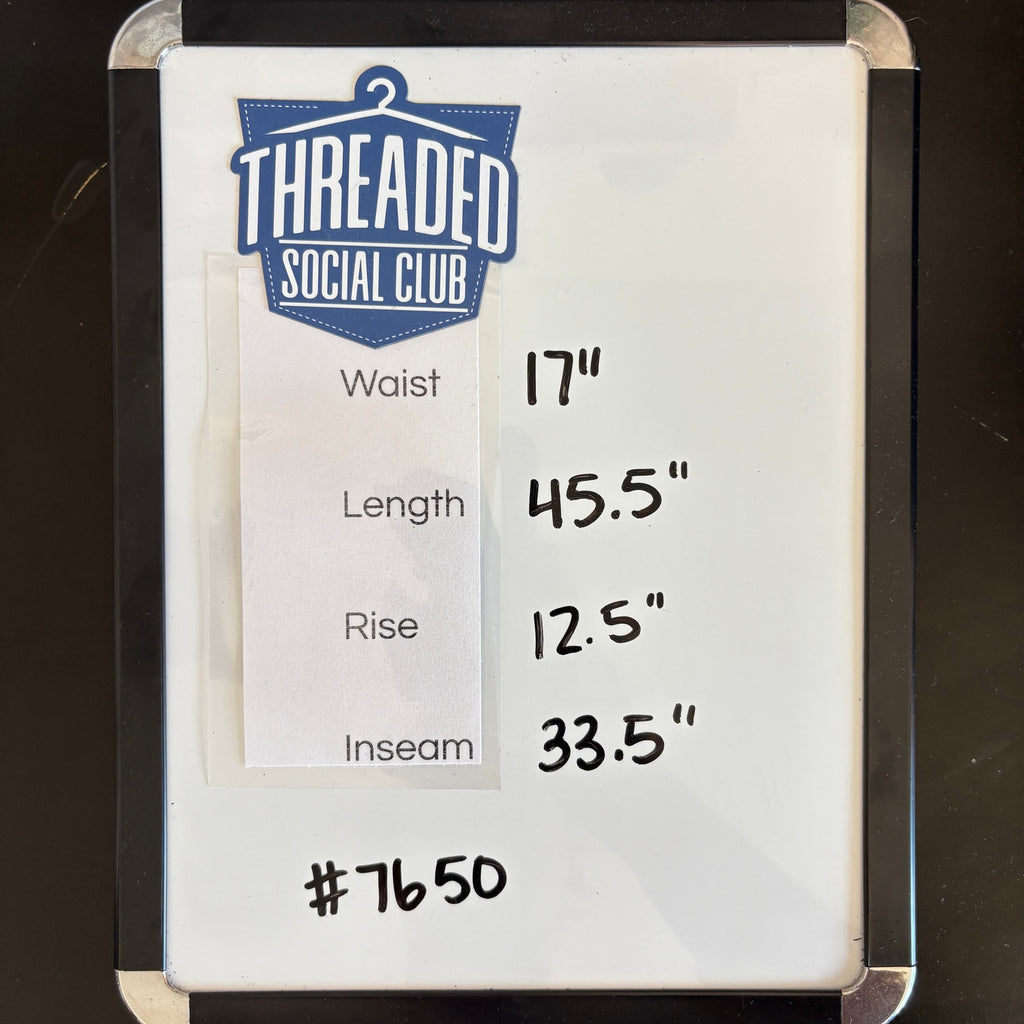 THREADED
SOCIAL CLUB
Waist 17"
Length 45.5"
Rise 12.5"
Inseam 33.5"
#7650